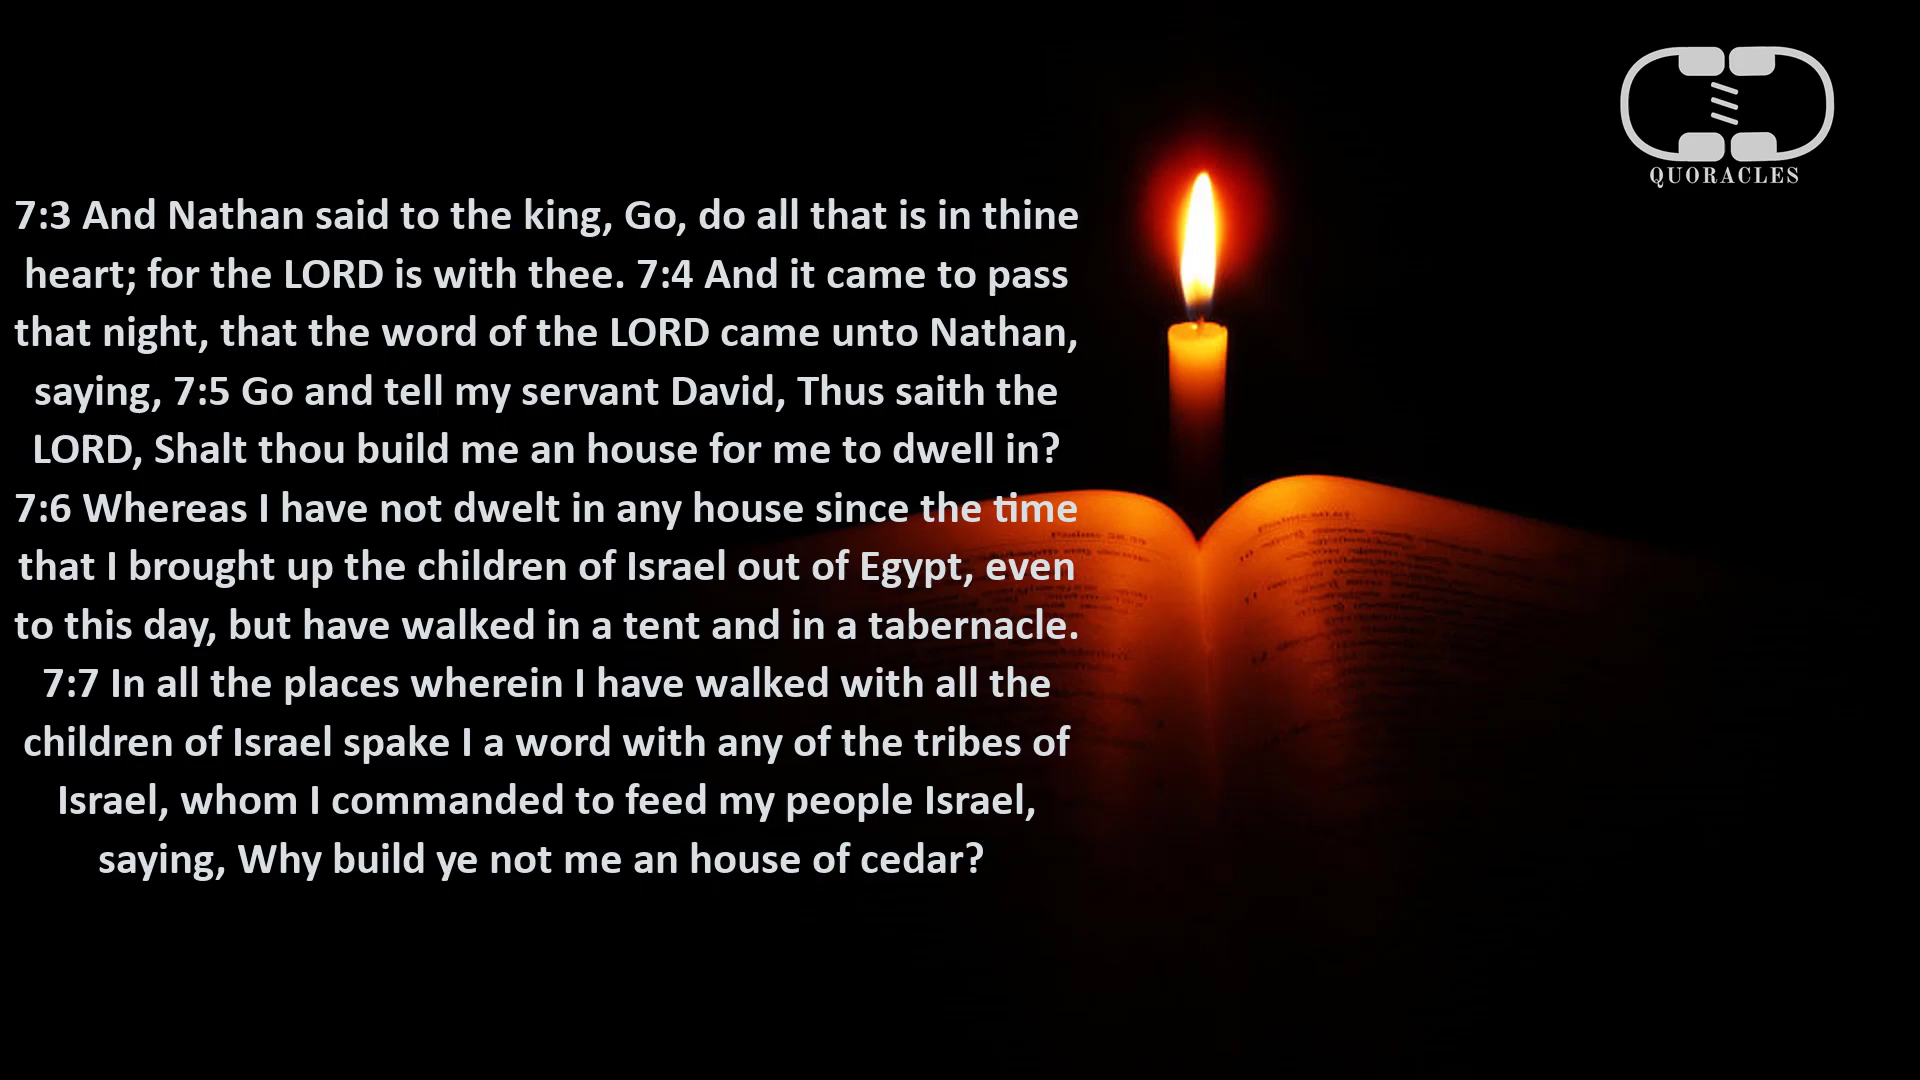 QUORACLES
7:3 And Nathan said to the king, Go, do all that is in thine
heart; for the LORD is with thee. 7:4 And it came to pass
that night, that the word of the LORD came unto Nathan,
saying, 7:5 Go and tell my servant David, Thus saith the
LORD, Shalt thou build me an house for me to dwell in?
7:6 Whereas I have not dwelt in any house since the time
that I brought up the children of Israel out of Egypt, even
to this day, but have walked in a tent and in a tabernacle.
7:7 In all the places wherein I have walked with all the
children of Israel spake I a word with any of the tribes of
Israel, whom I commanded to feed my people Israel,
saying, Why build ye not me an house of cedar?